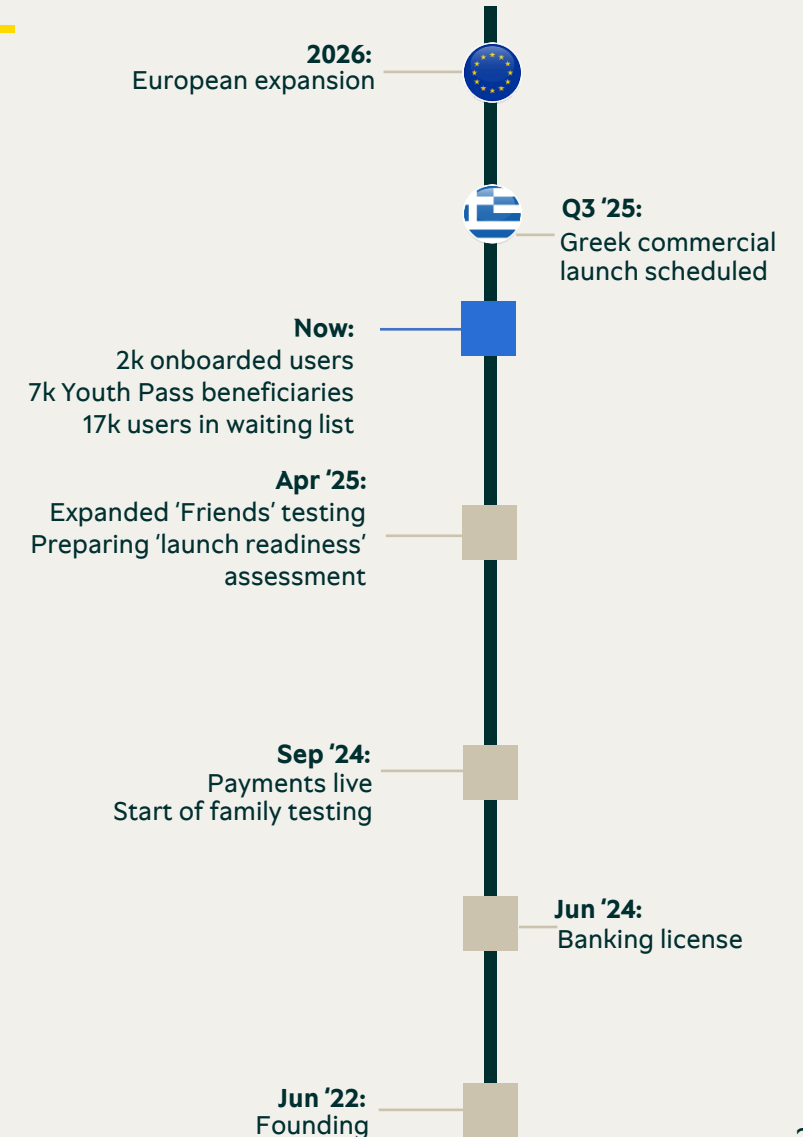 2026:
European expansion
Q3 ‘25:
Greek commercial
launch scheduled
Now:
2k onboarded users
7k Youth Pass beneficiaries
17k users in waiting list
Apr ‘25:
Expanded ‘Friends’ testing
Preparing ‘launch readiness’
assessment
Sep ‘24:
Payments live
Start of family testing
Jun ‘24:
Banking license
Jun ‘22:
Founding